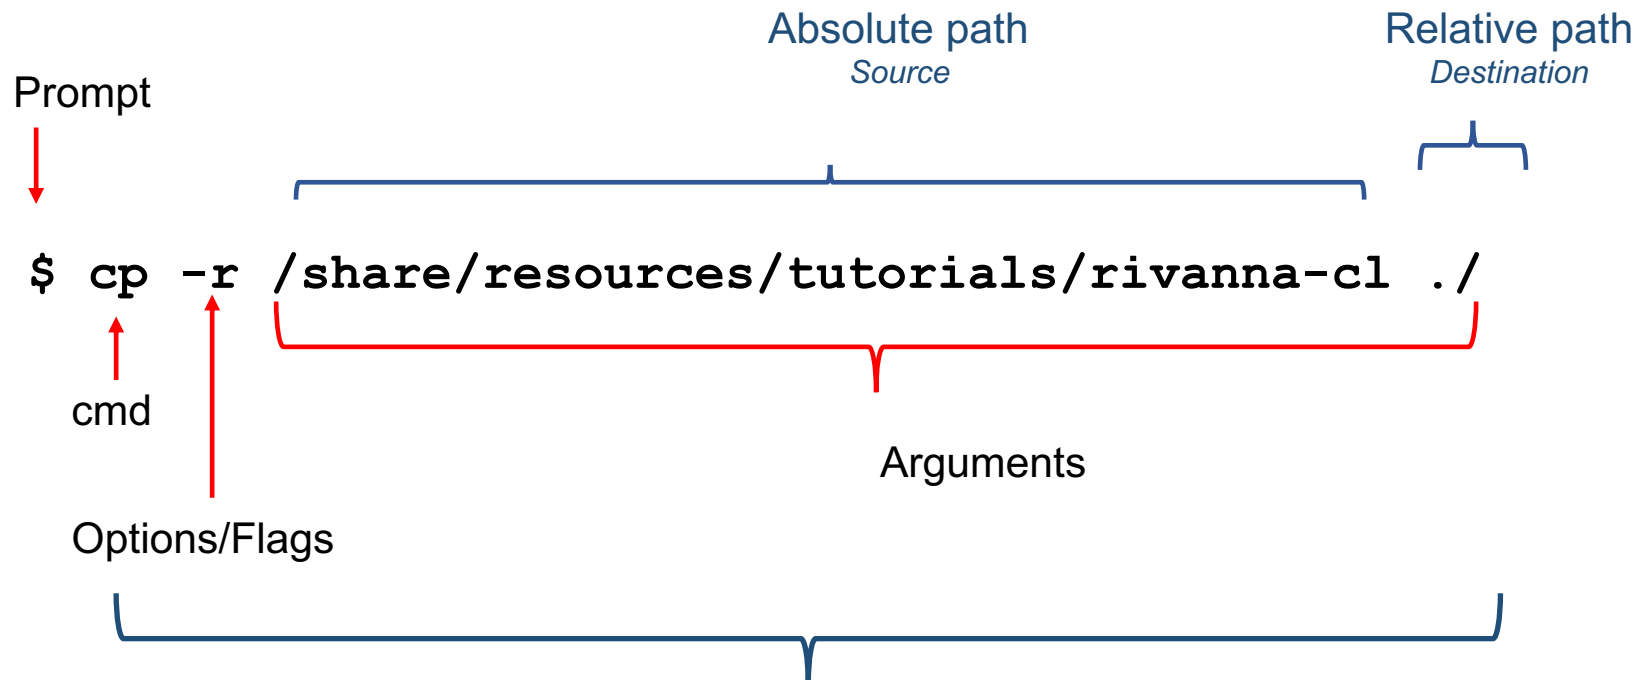 Absolute path
Source
Relative path
Destination
Prompt
$ cp -r /share/resources/tutorials/rivanna-cl ./
cmd
Arguments
Options/Flags